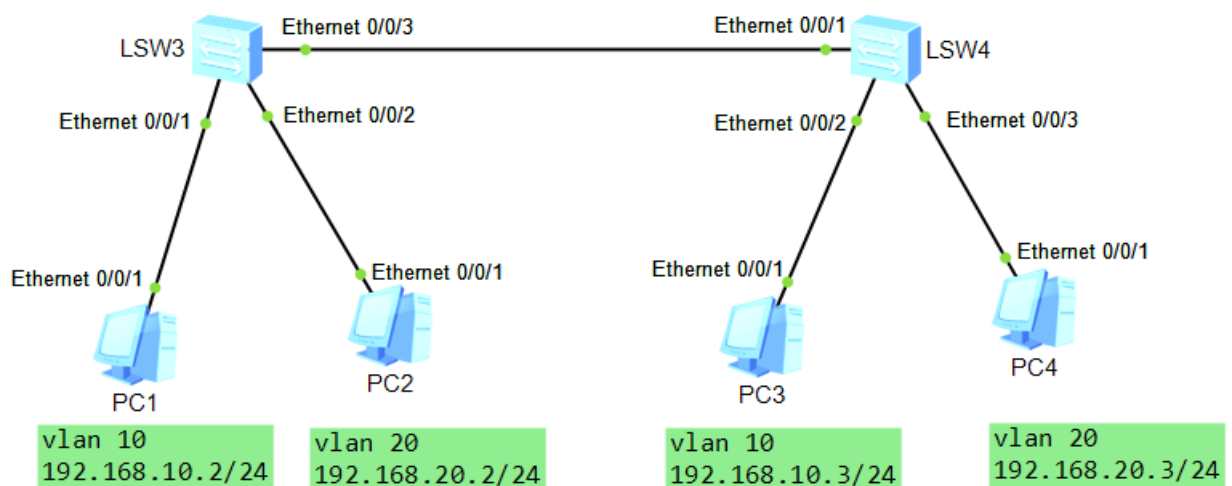 Ethernet 0/0/3
Ethernet 0/0/1
LSW3
LSW4
Ethernet 0/0/1
Ethernet 0/0/2
Ethernet 0/0/2
Ethernet 0/0/3
Ethernet 0/0/1
Ethernet 0/0/1
Ethernet 0/0/1
Ethernet 0/0/1
PC1
PC2
PC3
PC4
vlan 10
192.168.10.2/24
vlan 20
192.168.20.2/24
vlan 10
192.168.10.3/24
vlan 20
192.168.20.3/24